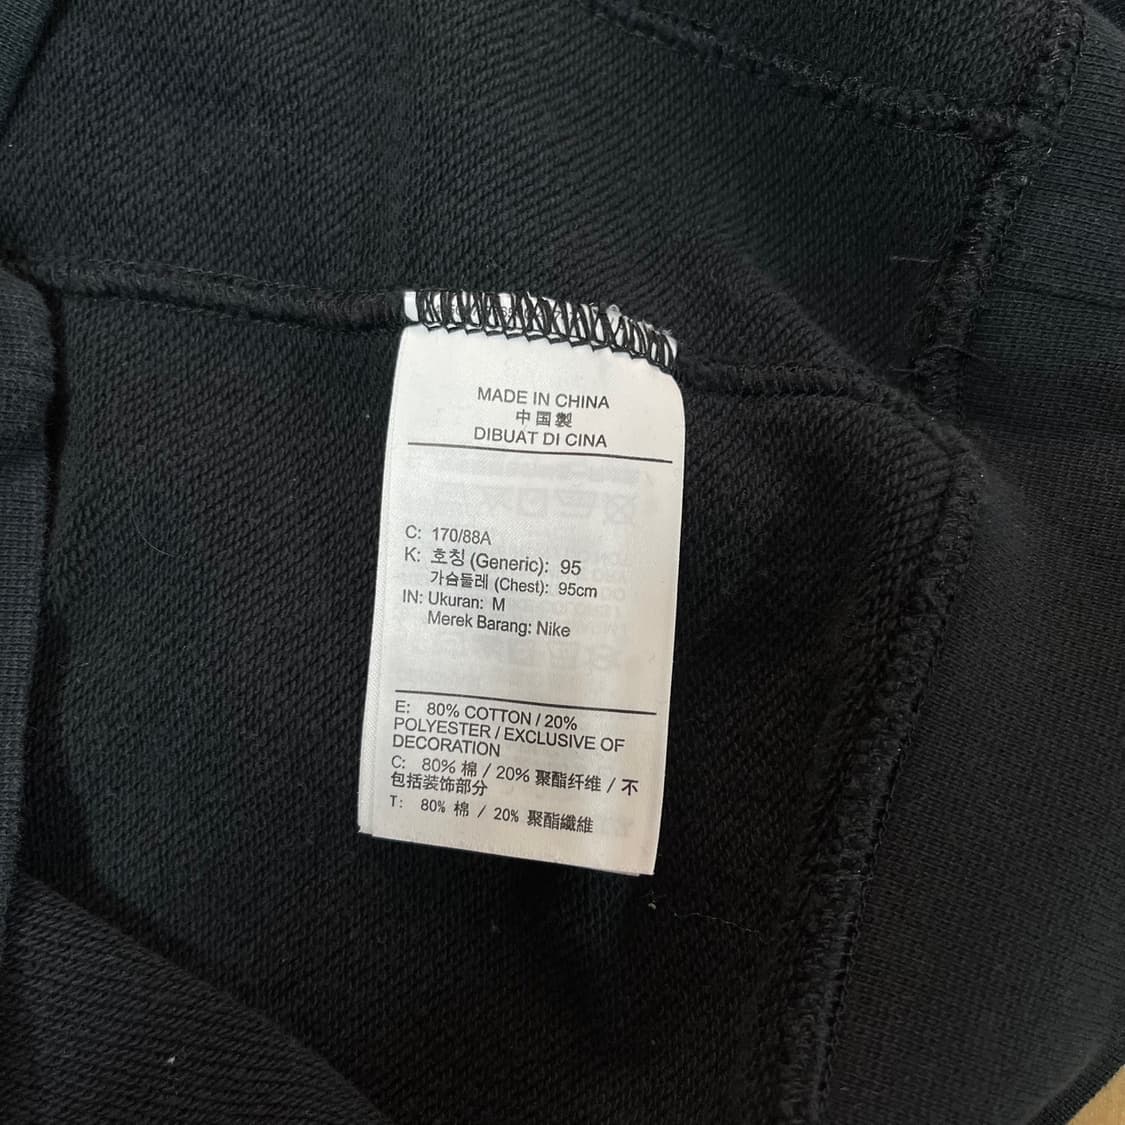 MADE IN CHINA
中国製
DIBUAT DI CINA
C: 170/88A
K: 호칭 (Generic): 95
가슴둘레 (Chest): 95cm
IN: Ukuran: M
Merek Barang: Nike
E: 80% COTTON / 20%
POLYESTER / EXCLUSIVE OF
DECORATION
C: 80% 棉 / 20% 聚酯纤维 / 不
包括装饰部分
T: 80% 棉 / 20% 聚酯纖維